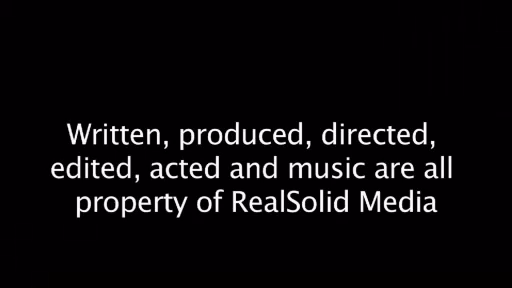 Written, produced, directed,
edited, acted and music are all
property of RealSolid Media